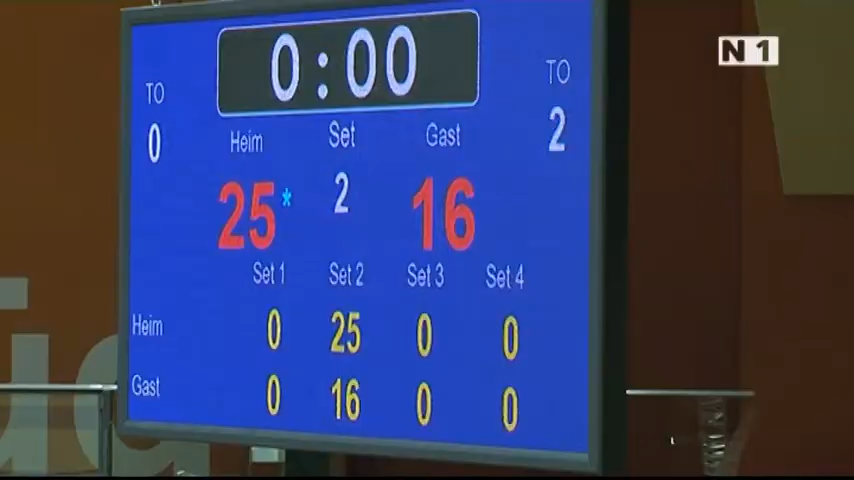 N1
0:00
TO TO
0 2
Heim Set Gast
25* 2 16
Set 1 Set 2 Set 3 Set 4
Heim 0 25 0 0
Gast 0 16 0 0